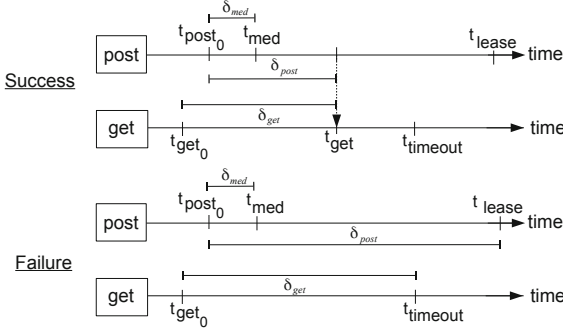 δmed
tpost0 tmed tlease
post time
δpost
Success
δget
get time
tget0 tget ttimeout
δmed
tpost0 tmed t lease
post time
δpost
Failure
δget
get time
tget0 ttimeout